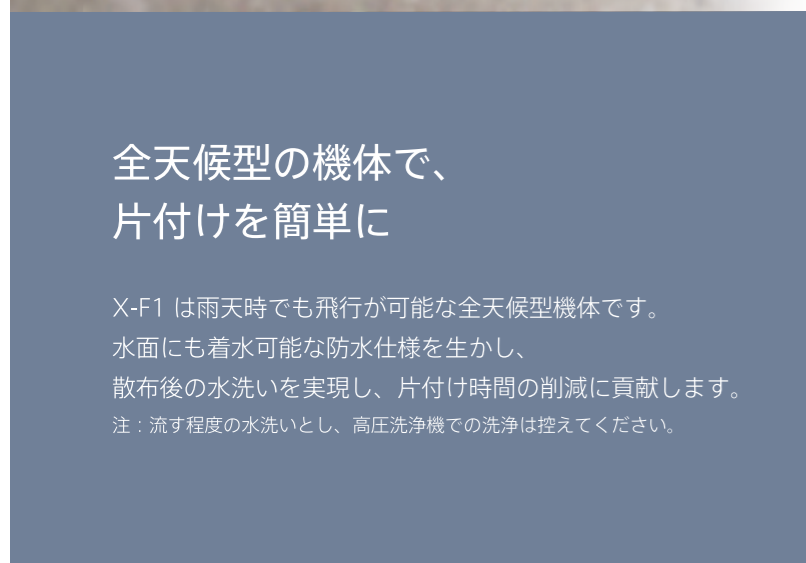 全天候型の機体で、
片付けを簡単に
X-F1 は雨天時でも飛行が可能な全天候型機体です。
水面にも着水可能な防水仕様を生かし、
散布後の水洗いを実現し、片付け時間の削減に貢献します。
注：流す程度の水洗いとし、高圧洗浄機での洗浄は控えてください。